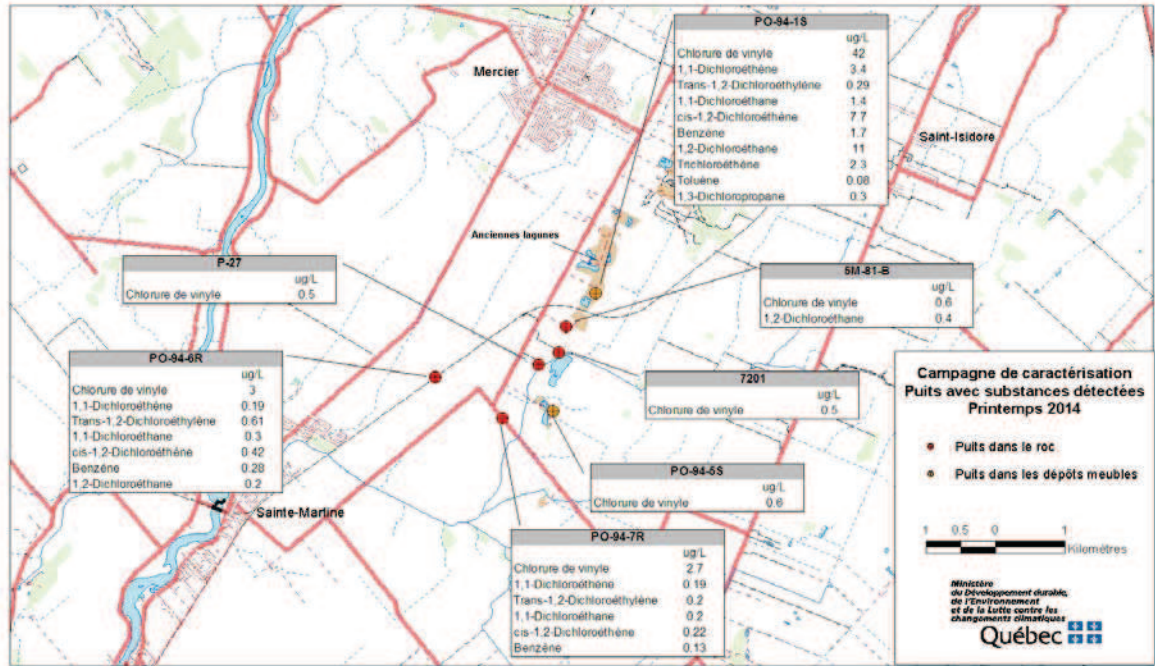 PO-94-1S
ug/L
Chlorure de vinyle 42
1,1-Dichloroéthène 3.4
Trans-1,2-Dichloroéthylène 0.29
1,1-Dichloroéthane 1.4
cis-1,2-Dichloroéthène 7.7
Benzène 1.7
1,2-Dichloroéthane 11
Trichloroéthène 2.3
Toluène 0.08
1,3-Dichloropropane 0.3
Mercier
Saint-Isidore
Anciennes lagunes
P-27
ug/L
Chlorure de vinyle 0.5
5M-81-B
ug/L
Chlorure de vinyle 0.6
1,2-Dichloroéthane 0.4
PO-94-6R
ug/L
Chlorure de vinyle 3
1,1-Dichloroéthène 0.19
Trans-1,2-Dichloroéthylène 0.61
1,1-Dichloroéthane 0.3
cis-1,2-Dichloroéthène 0.42
Benzène 0.28
1,2-Dichloroéthane 0.2
7201
ug/L
Chlorure de vinyle 0.5
PO-94-5S
ug/L
Chlorure de vinyle 0.6
Sainte-Martine
PO-94-7R
ug/L
Chlorure de vinyle 2.7
1,1-Dichloroéthène 0.19
Trans-1,2-Dichloroéthylène 0.2
1,1-Dichloroéthane 0.2
cis-1,2-Dichloroéthène 0.22
Benzène 0.13
Campagne de caractérisation
Puits avec substances détectées
Printemps 2014
Puits dans le roc
Puits dans les dépôts meubles
1 0.5 0 1
Kilomètres
Ministère
du Développement durable,
de l'Environnement
et de la Lutte contre les
changements climatiques
Québec